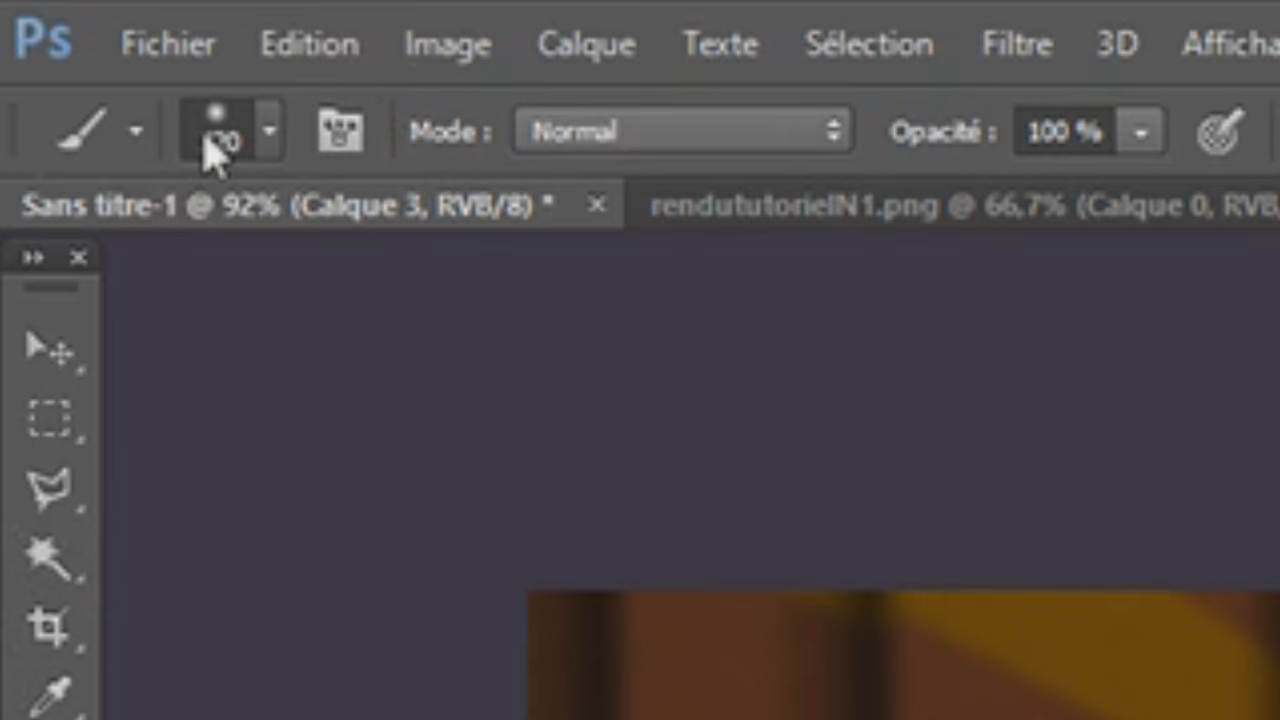 Ps Fichier Edition Image Calque Texte Sélection Filtre 3D
Mode : Normal Opacité : 100 %
Sans titre-1 @ 92% (Calque 3, RVB/8) * × rendututorielN1.png @ 66,7% (Calque 0, RVB